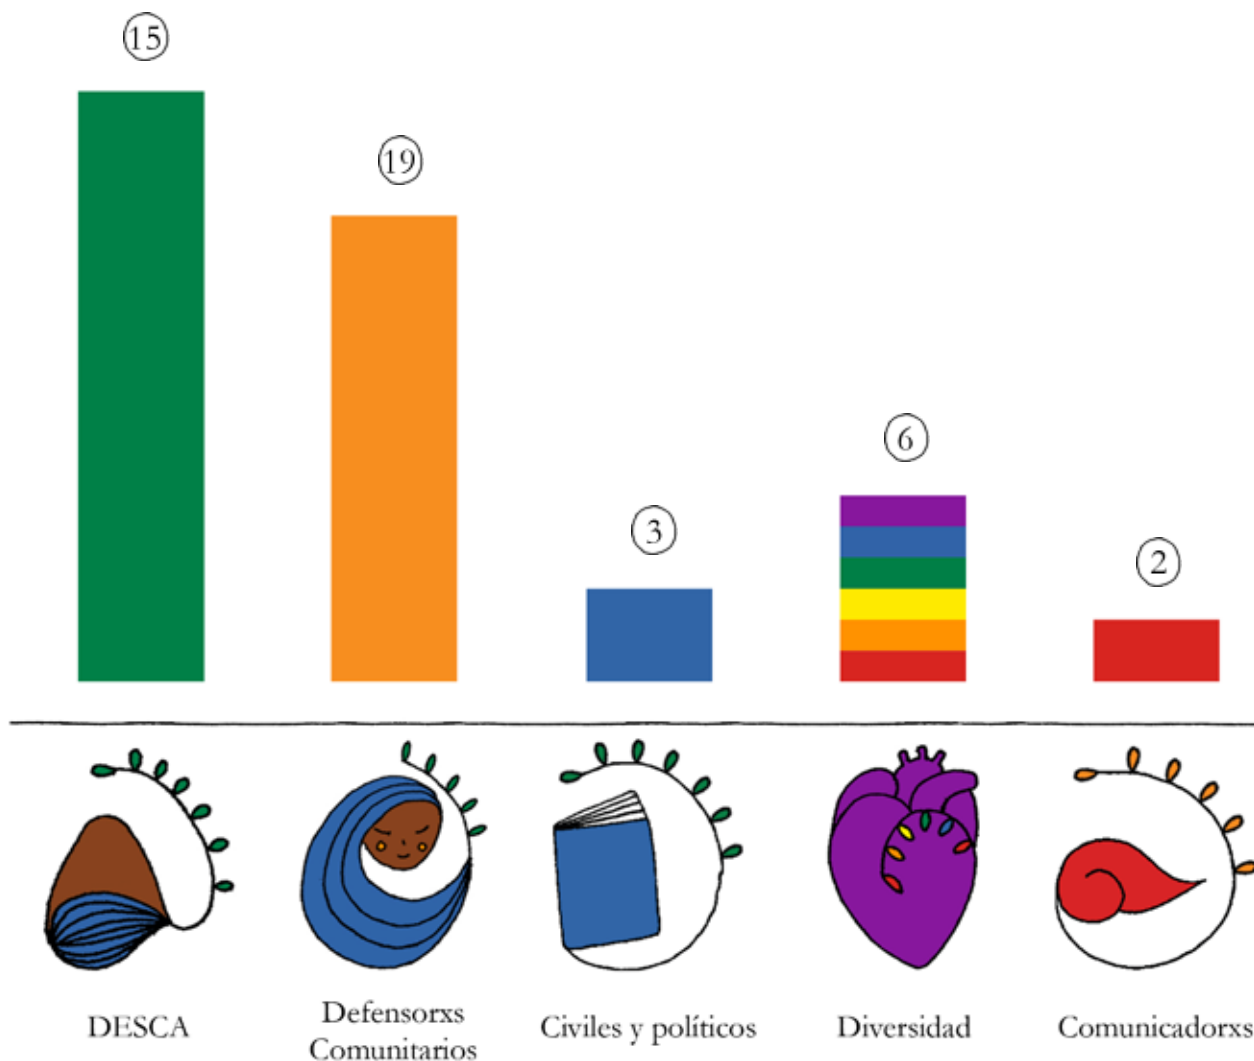 15
19
3
6
2
DESCA
Defensorxs
Comunitarios
Civiles y políticos
Diversidad
Comunicadorxs